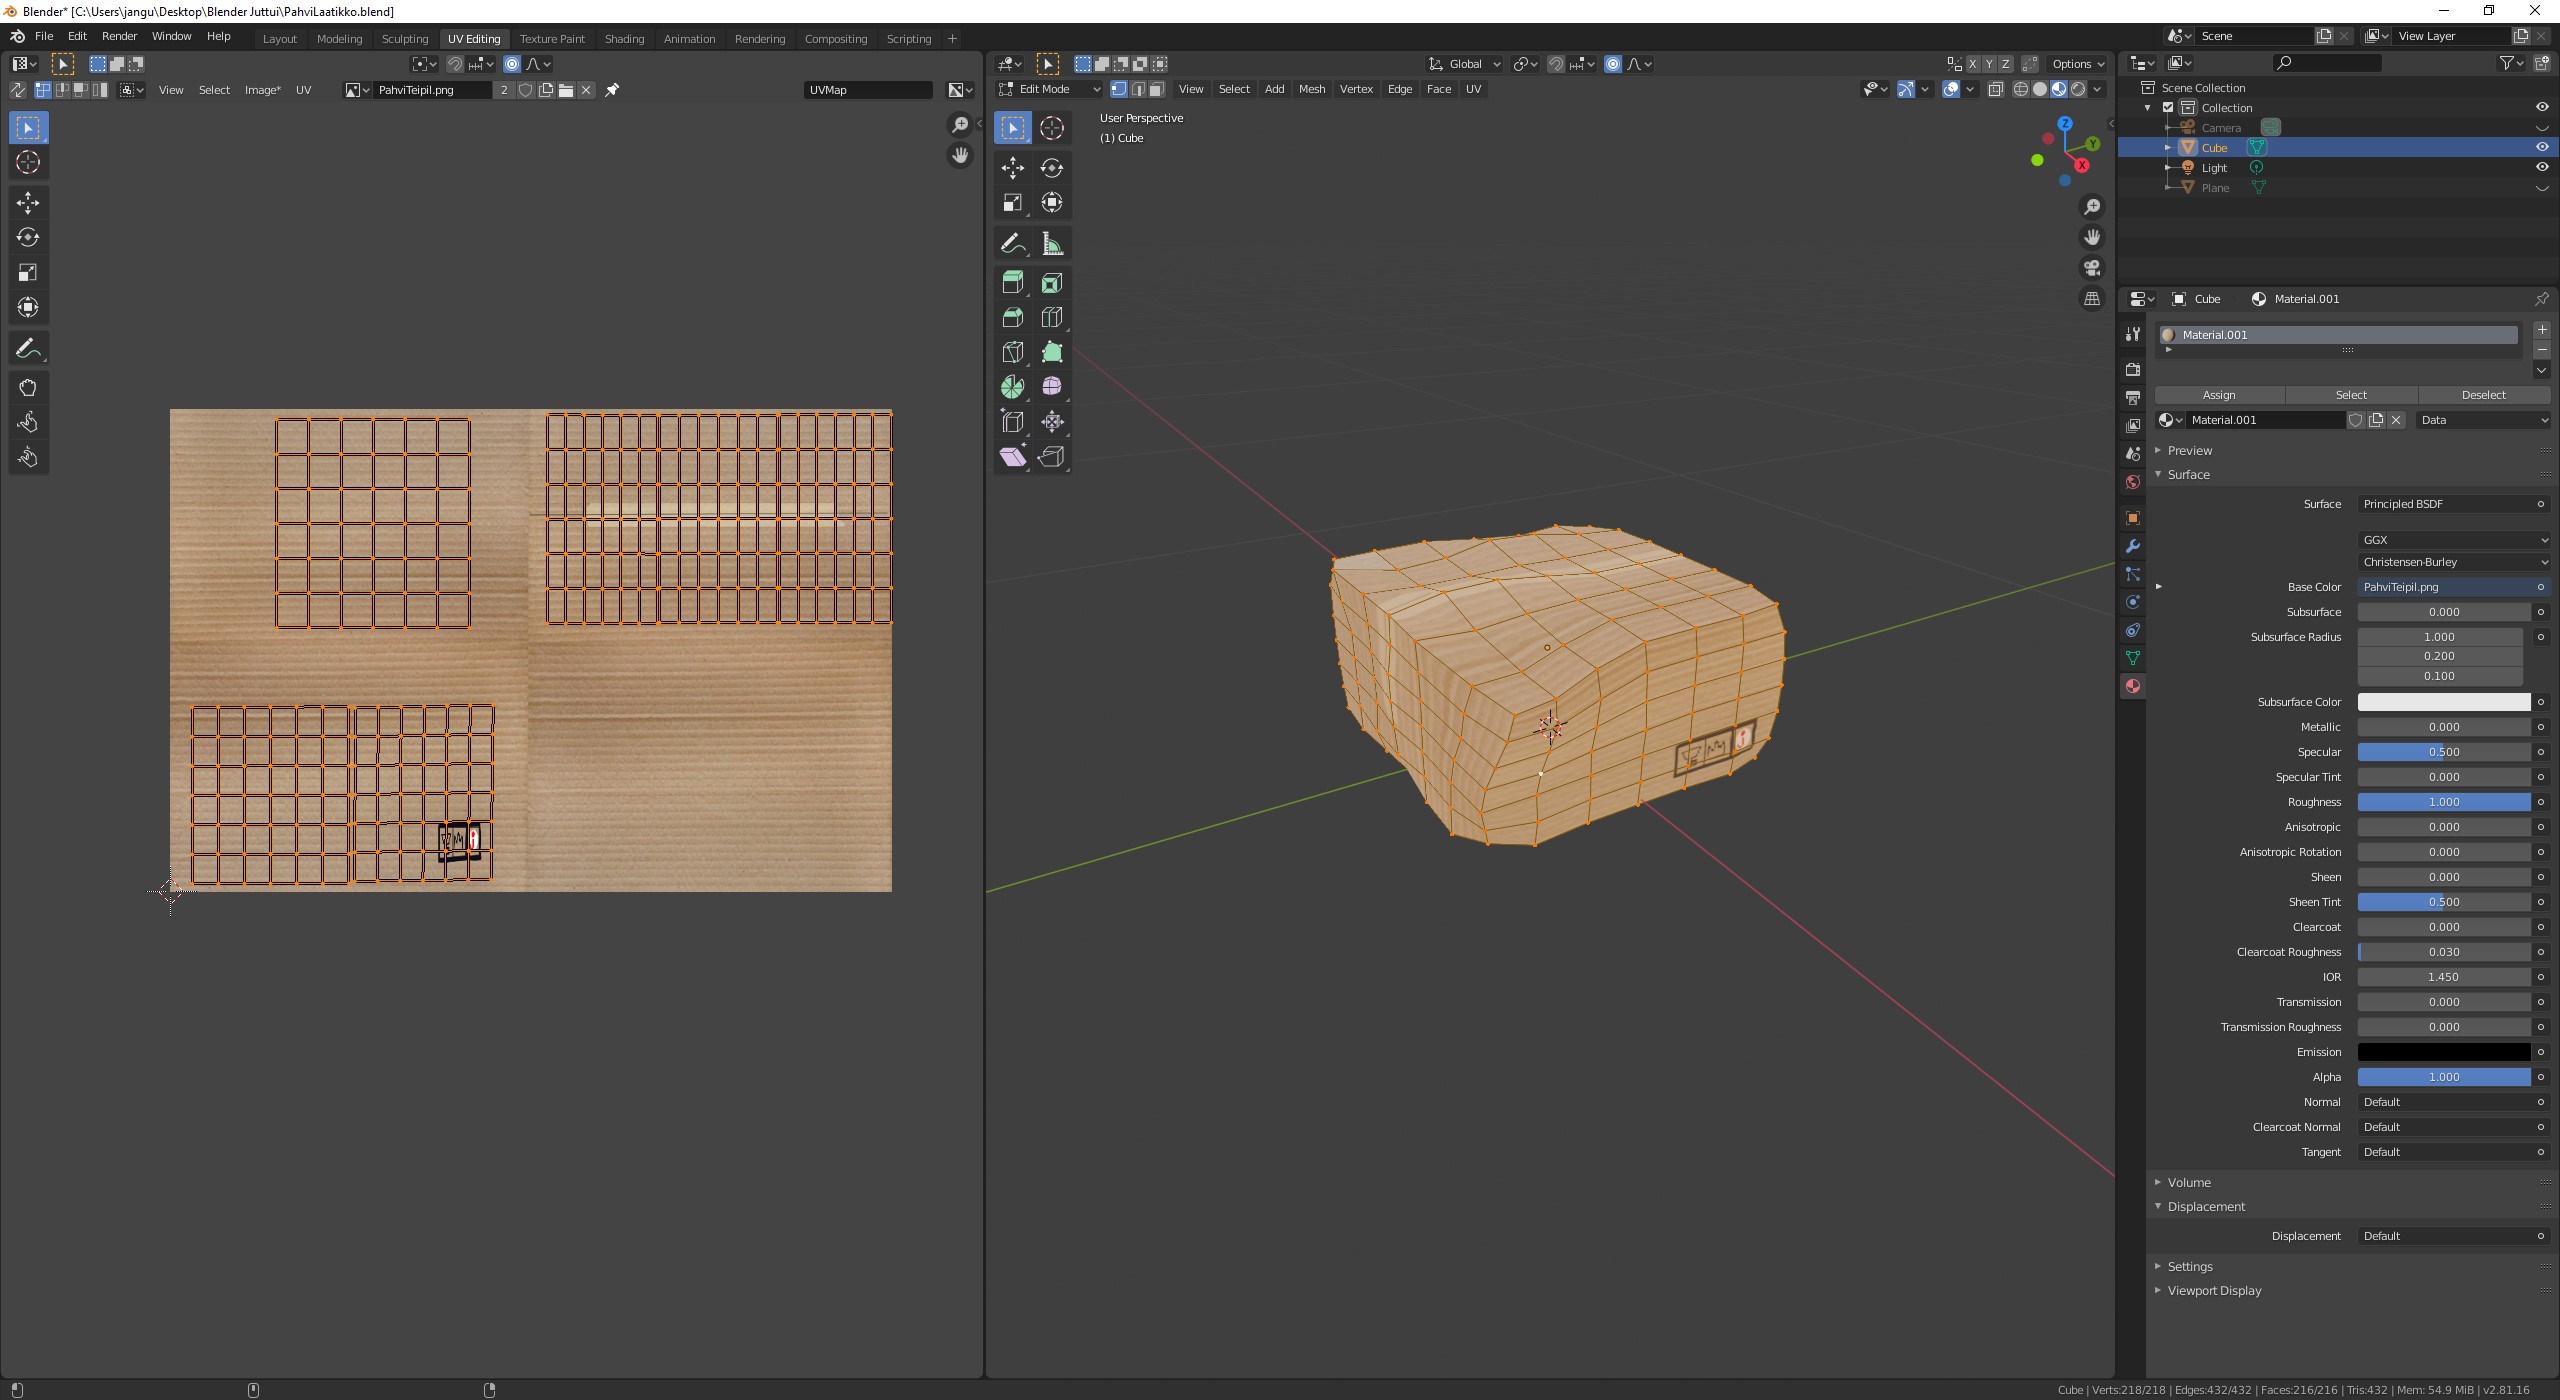 Blender* [C:\Users\jangu\Desktop\Blender Juttui\PahviLaatikko.blend]
File Edit Render Window Help Layout Modeling Sculpting UV Editing Texture Paint Shading Animation Rendering Compositing Scripting + Scene View Layer
Global X Y Z Options
View Select Image* UV PahviTeipil.png 2 UVMap
Edit Mode View Select Add Mesh Vertex Edge Face UV
User Perspective
(1) Cube
Z
Y
X
Scene Collection
Collection
Camera
Cube
Light
Plane
Cube Material.001
Material.001
Assign Select Deselect
Material.001 Data
Preview
Surface
Surface Principled BSDF
GGX
Christensen-Burley
Base Color PahviTeipil.png
Subsurface 0.000
Subsurface Radius 1.000
0.200
0.100
Subsurface Color
Metallic 0.000
Specular 0.500
Specular Tint 0.000
Roughness 1.000
Anisotropic 0.000
Anisotropic Rotation 0.000
Sheen 0.000
Sheen Tint 0.500
Clearcoat 0.000
Clearcoat Roughness 0.030
IOR 1.450
Transmission 0.000
Transmission Roughness 0.000
Emission
Alpha 1.000
Normal Default
Clearcoat Normal Default
Tangent Default
Volume
Displacement
Displacement Default
Settings
Viewport Display
Cube | Verts:218/218 | Edges:432/432 | Faces:216/216 | Tris:432 | Mem: 54.9 MiB | v2.81.16